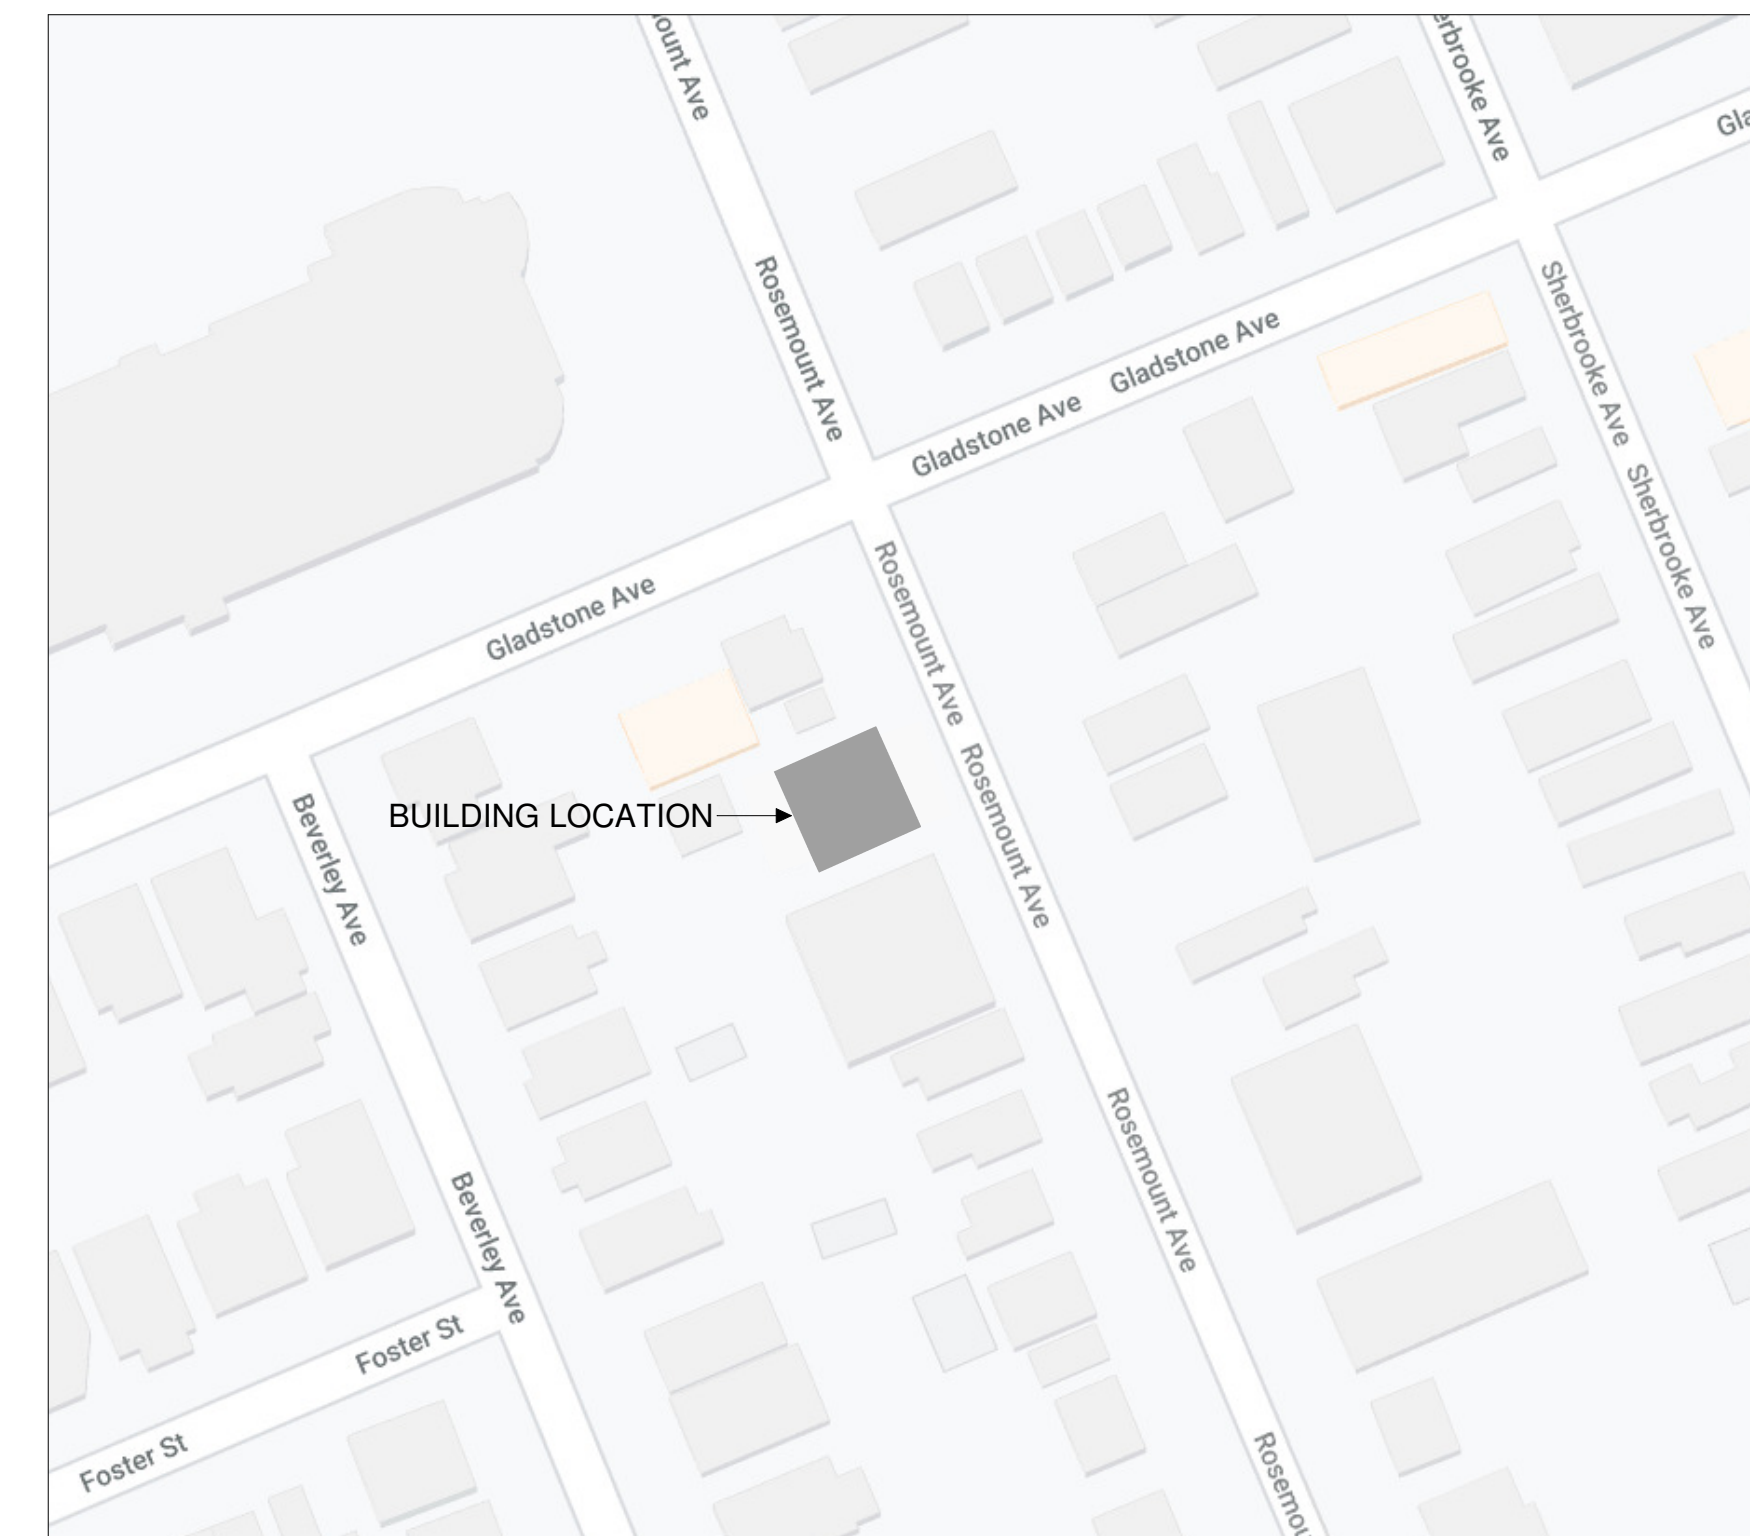 ount Ave
erbrooke Ave
Gla
Rosemount Ave
Sherbrooke Ave
Gladstone Ave
Gladstone Ave
Sherbrooke Ave
Rosemount Ave
Gladstone Ave
Rosemount Ave
BUILDING LOCATION
Beverley Ave
Rosemount Ave
Beverley Ave
Foster St
Foster St
Rosemou